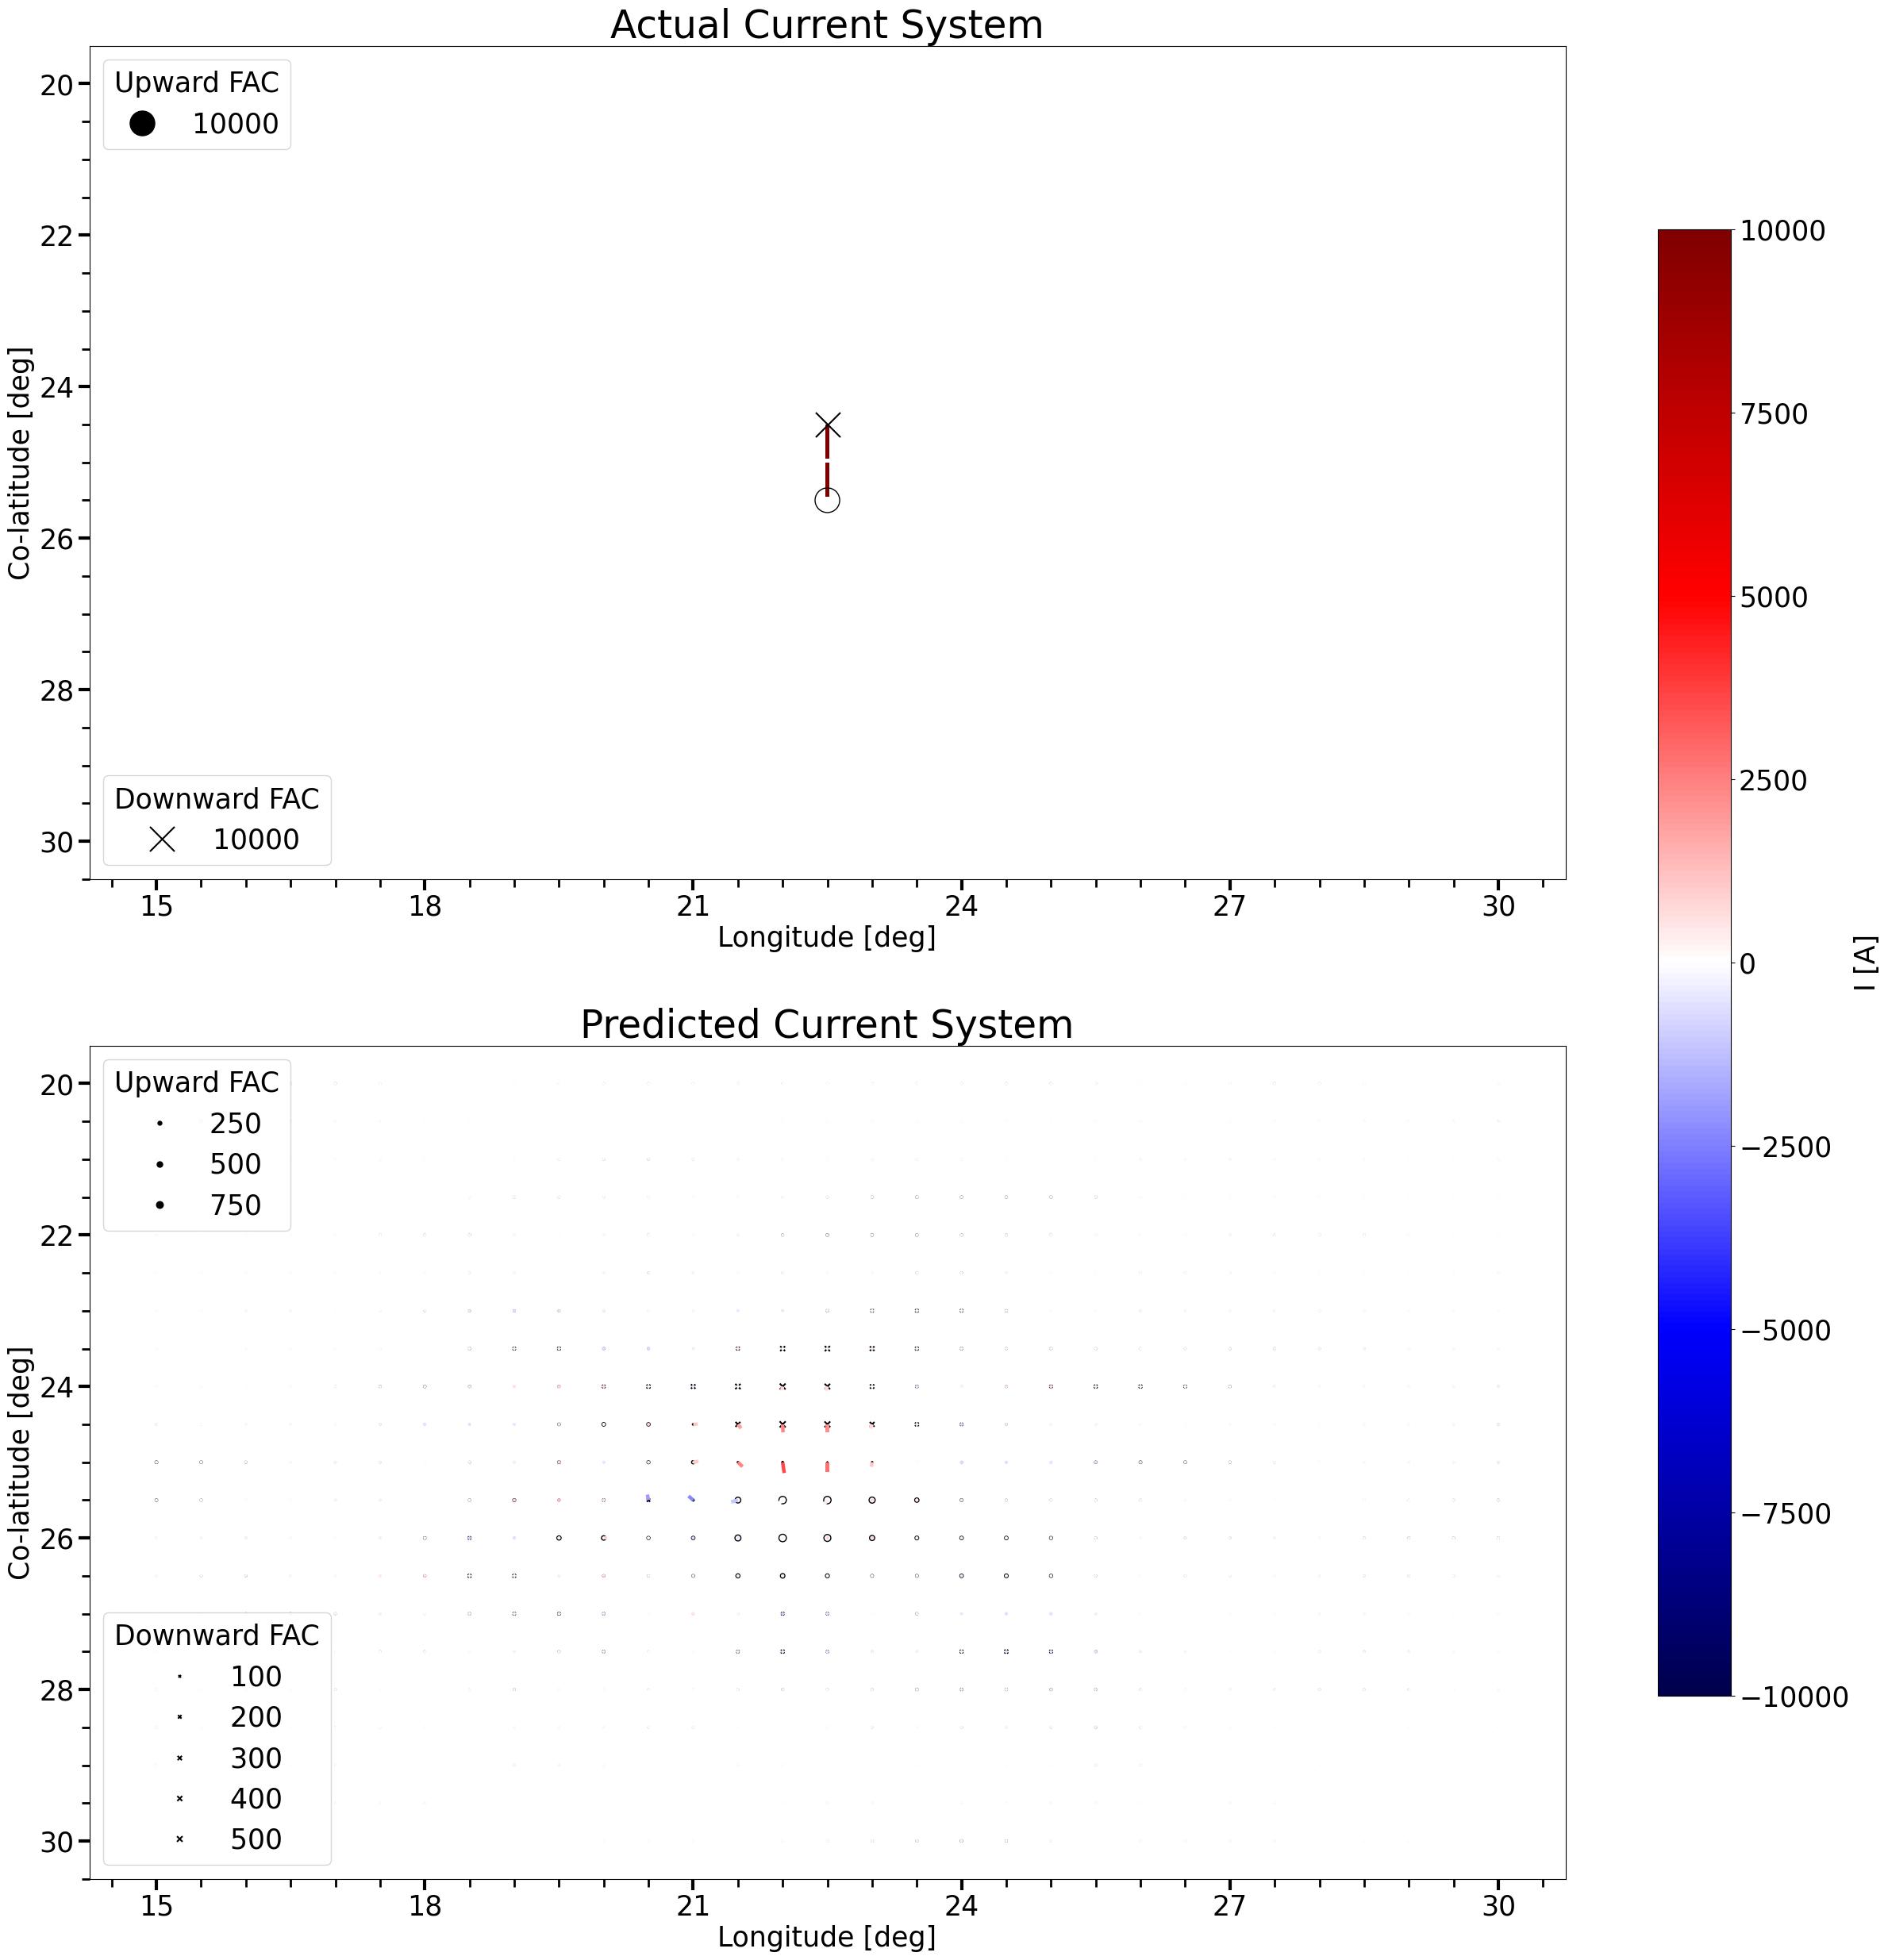 Actual Current System
Upward FAC
10000
20
22
24
26
28
30
Co-latitude [deg]
Downward FAC
10000
15 18 21 24 27 30
Longitude [deg]
Predicted Current System
Upward FAC
250
500
750
20
22
24
26
28
30
Co-latitude [deg]
Downward FAC
100
200
300
400
500
15 18 21 24 27 30
Longitude [deg]
10000
7500
5000
2500
0
−2500
−5000
−7500
−10000
I [A]